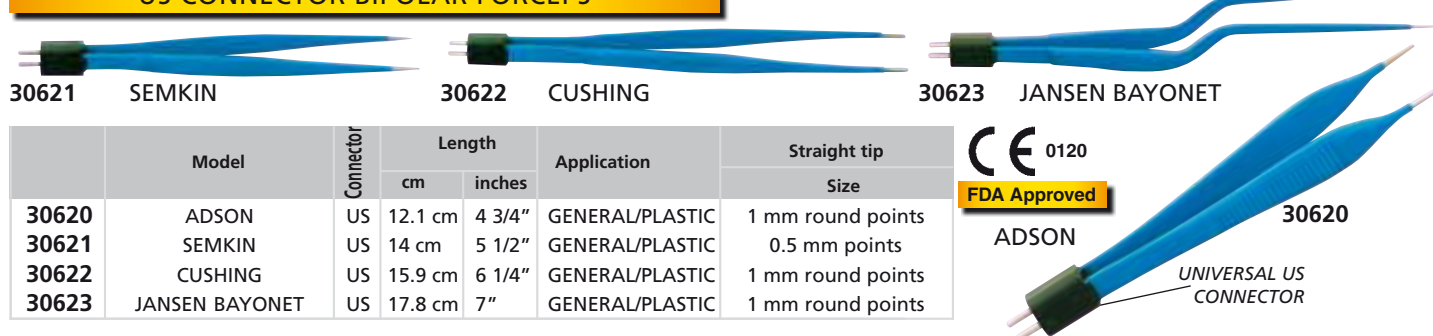 US CONNECTOR BIPOLAR FORCEPS
30621 SEMKIN
30622 CUSHING
30623 JANSEN BAYONET
Model Connector Length Application Straight tip
cm inches Size
30620 ADSON US 12.1 cm 4 3/4” GENERAL/PLASTIC 1 mm round points
30621 SEMKIN US 14 cm 5 1/2” GENERAL/PLASTIC 0.5 mm points
30622 CUSHING US 15.9 cm 6 1/4” GENERAL/PLASTIC 1 mm round points
30623 JANSEN BAYONET US 17.8 cm 7” GENERAL/PLASTIC 1 mm round points
CE 0120
FDA Approved
ADSON
30620
UNIVERSAL US
CONNECTOR